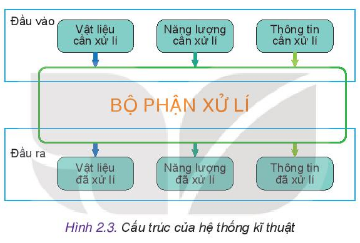 Đầu vào
Vật liệu cần xử lí
Năng lượng cần xử lí
Thông tin cần xử lí
BỘ PHẬN XỬ LÍ
Đầu ra
Vật liệu đã xử lí
Năng lượng đã xử lí
Thông tin đã xử lí
Hình 2.3. Cấu trúc của hệ thống kĩ thuật